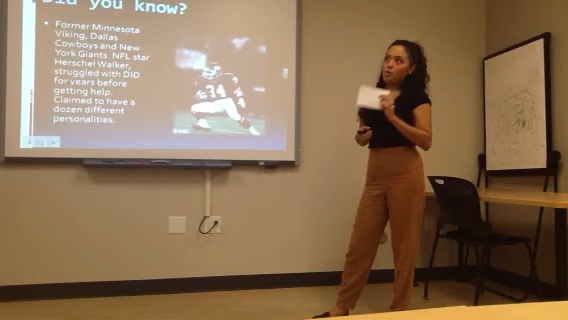 Did you know?
Former Minnesota
Viking, Dallas
Cowboys and New
York Giants NFL star
Herschel Walker,
struggled with DID
for years before
getting help.
Claimed to have a
dozen different
personalities.
34